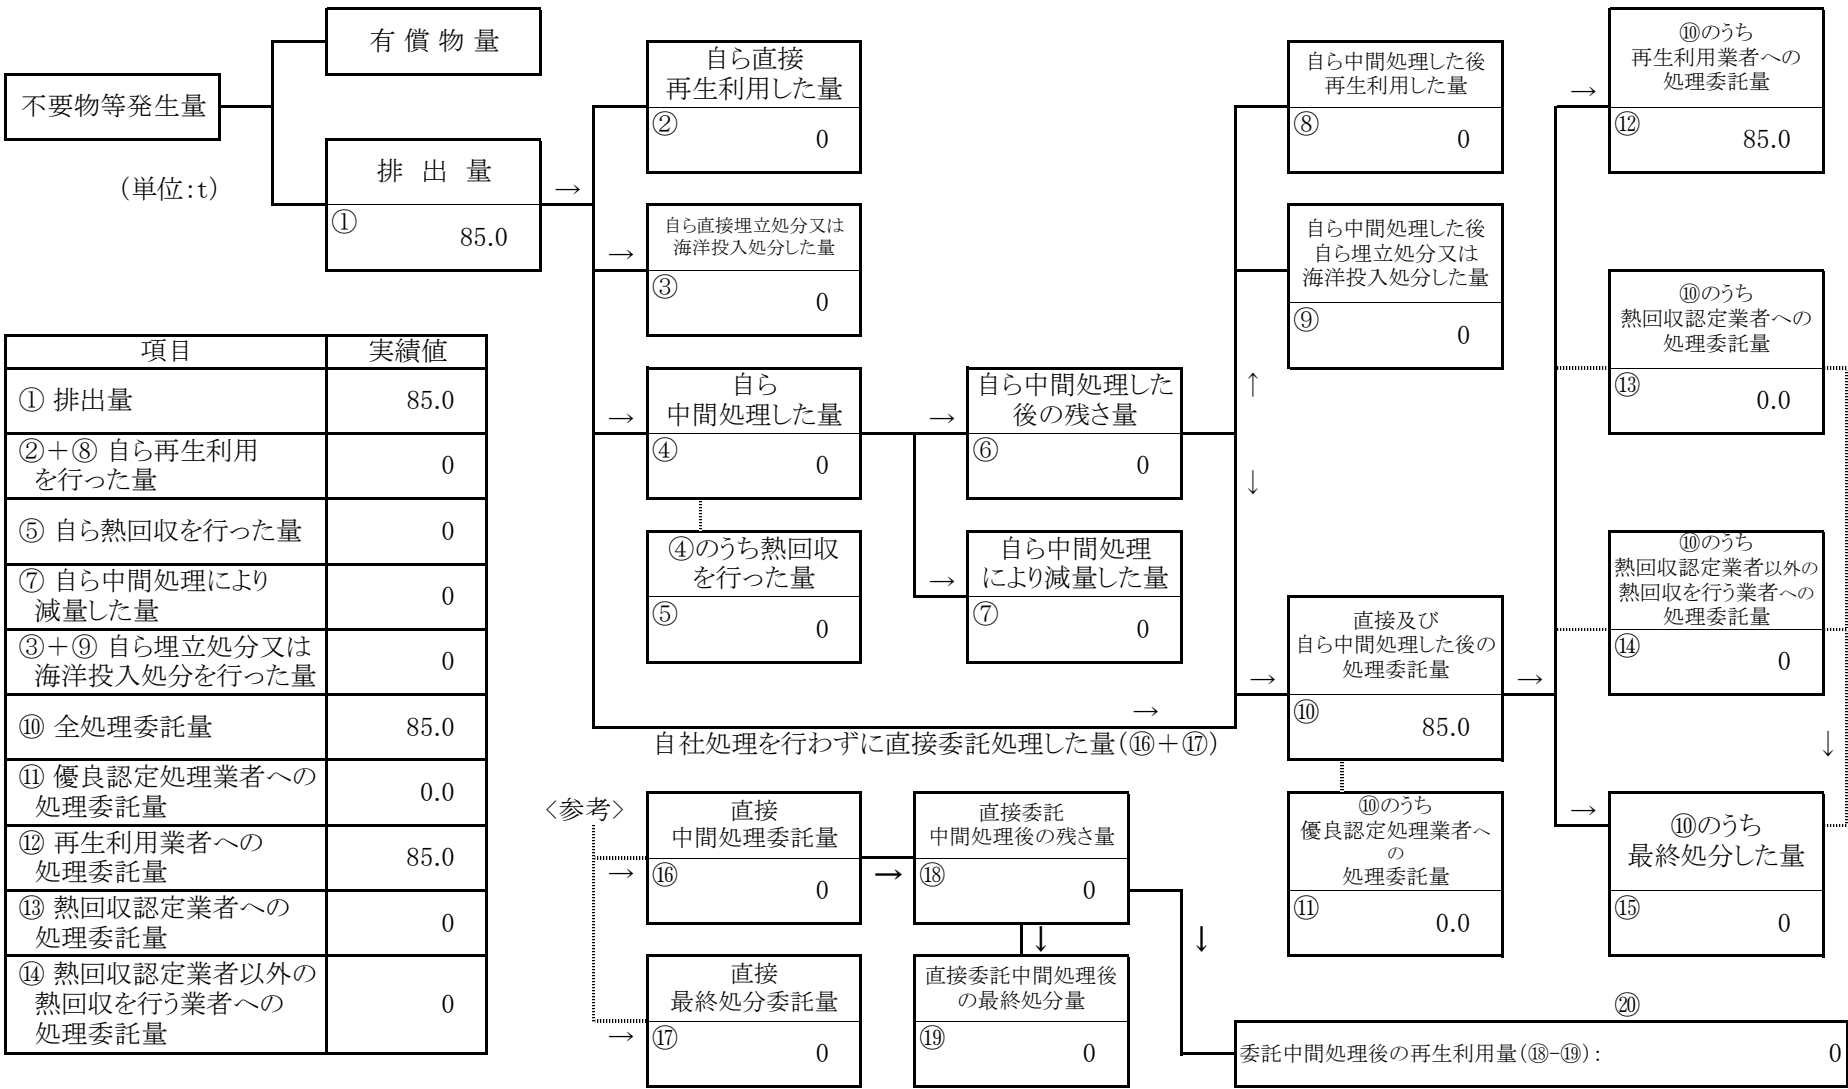 不要物等発生量
(単位:t)
有 償 物 量
排 出 量
① 85.0
→
自ら直接
再生利用した量
② 0
→
自ら直接埋立処分又は
海洋投入処分した量
③ 0
→
自ら
中間処理した量
④ 0
④のうち熱回収
を行った量
⑤ 0
→
自ら中間処理した
後の残さ量
⑥ 0
→
自ら中間処理
により減量した量
⑦ 0
→
自社処理を行わずに直接委託処理した量(⑯+⑰)
↑
↓
自ら中間処理した後
再生利用した量
⑧ 0
自ら中間処理した後
自ら埋立処分又は
海洋投入処分した量
⑨ 0
→
直接及び
自ら中間処理した後の
処理委託量
⑩ 85.0
⑩のうち
優良認定処理業者へ
の
処理委託量
⑪ 0.0
→
→
⑩のうち
再生利用業者への
処理委託量
⑫ 85.0
⑩のうち
熱回収認定業者への
処理委託量
⑬ 0.0
⑩のうち
熱回収認定業者以外の
熱回収を行う業者への
処理委託量
⑭ 0
↓
→
⑩のうち
最終処分した量
⑮ 0
項目 実績値
① 排出量 85.0
②+⑧ 自ら再生利用
を行った量 0
⑤ 自ら熱回収を行った量 0
⑦ 自ら中間処理により
減量した量 0
③+⑨ 自ら埋立処分又は
海洋投入処分を行った量 0
⑩ 全処理委託量 85.0
⑪ 優良認定処理業者への
処理委託量 0.0
⑫ 再生利用業者への
処理委託量 85.0
⑬ 熱回収認定業者への
処理委託量 0
⑭ 熱回収認定業者以外の
熱回収を行う業者への
処理委託量 0
<参考>
→
直接
中間処理委託量
⑯ 0
→
直接
最終処分委託量
⑰ 0
→
直接委託
中間処理後の残さ量
⑱ 0
↓
直接委託中間処理後
の最終処分量
⑲ 0
↓
⑳
委託中間処理後の再生利用量(⑱-⑲): 0